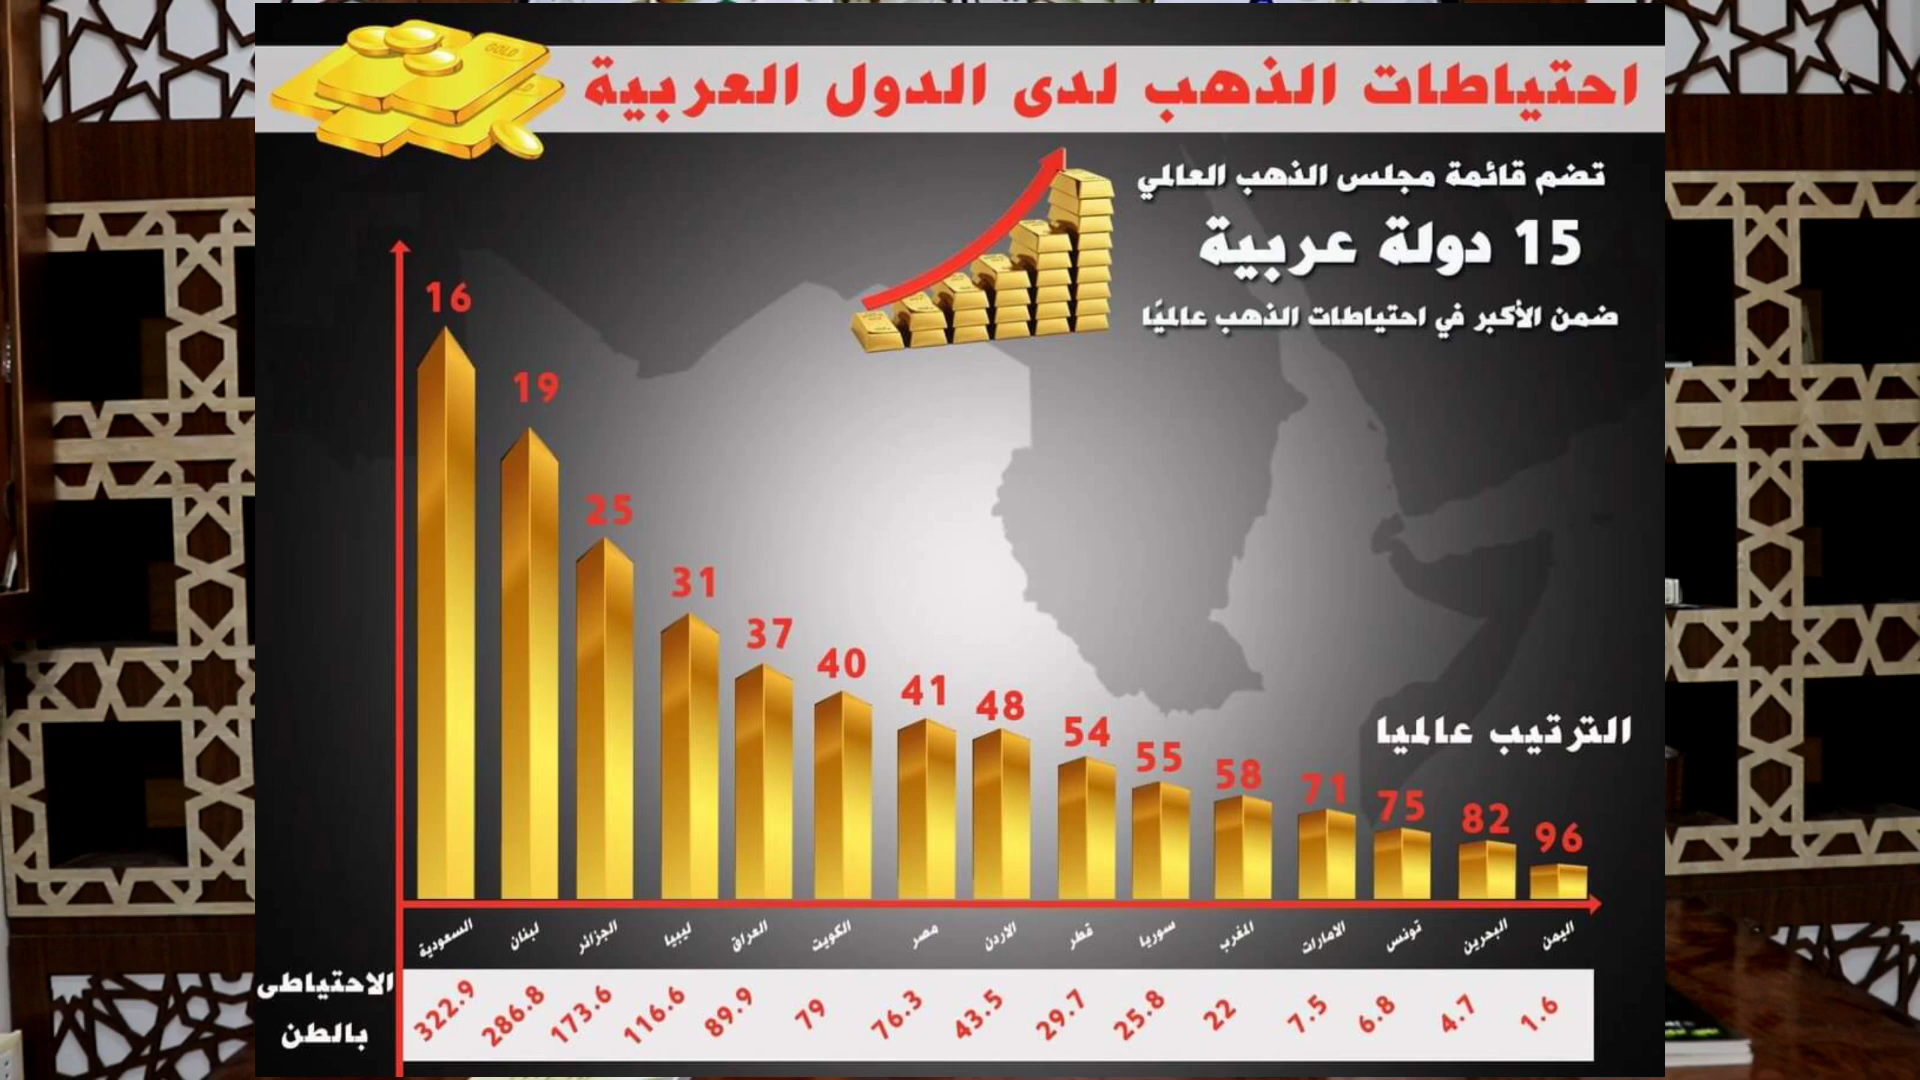 احتياطات الذهب لدى الدول العربية
GOLD
تضم قائمة مجلس الذهب العالمي
15 دولة عربية
ضمن الأكبر في احتياطات الذهب عالميًا
16
19
25
31
37
40
41
48
54
55
58
71
75
82
96
الترتيب عالميا
السعودية
لبنان
الجزائر
ليبيا
العراق
الكويت
مصر
الاردن
قطر
سوريا
المغرب
الامارات
تونس
البحرين
اليمن
الاحتياطى
بالطن
322.9
286.8
173.6
116.6
89.9
79
76.3
43.5
29.7
25.8
22
7.5
6.8
4.7
1.6